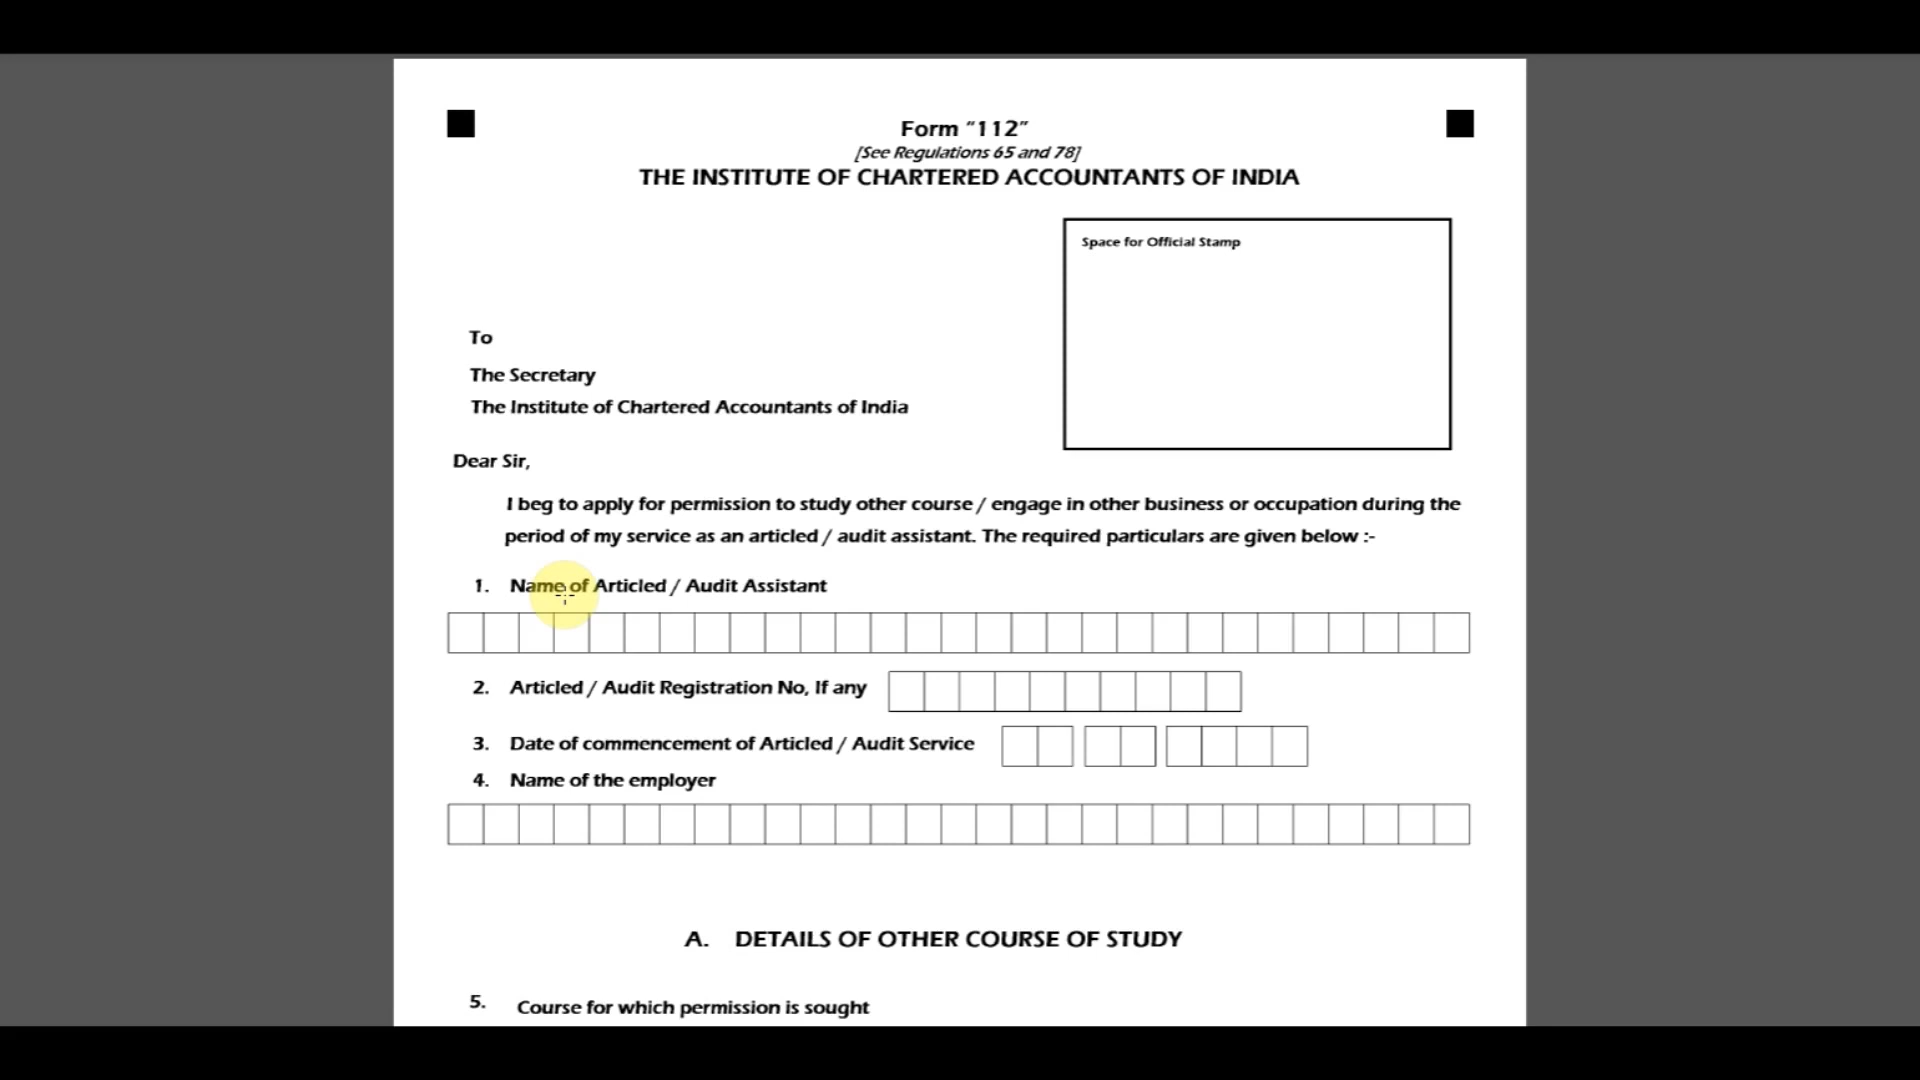 Form “112”
[See Regulations 65 and 78]
THE INSTITUTE OF CHARTERED ACCOUNTANTS OF INDIA
Space for Official Stamp
To
The Secretary
The Institute of Chartered Accountants of India
Dear Sir,
I beg to apply for permission to study other course / engage in other business or occupation during the
period of my service as an articled / audit assistant. The required particulars are given below :-
1. Name of Articled / Audit Assistant
2. Articled / Audit Registration No, If any
3. Date of commencement of Articled / Audit Service
4. Name of the employer
A. DETAILS OF OTHER COURSE OF STUDY
5. Course for which permission is sought